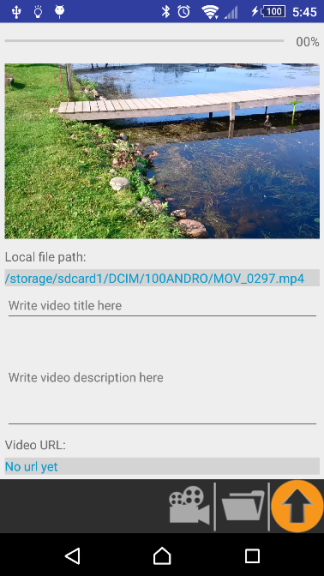 100 5:45
00%
Local file path:
/storage/sdcard1/DCIM/100ANDRO/MOV_0297.mp4
Write video title here
Write video description here
Video URL:
No url yet